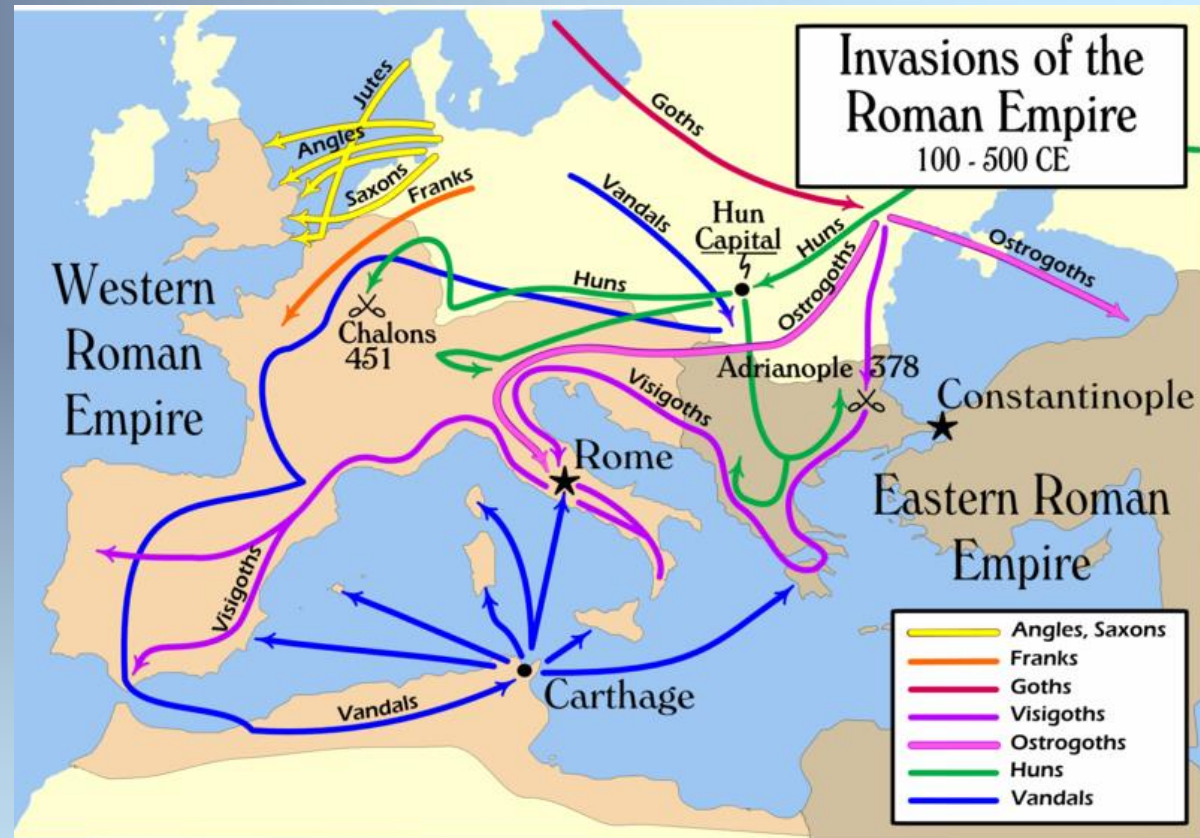 Invasions of the
Roman Empire
100 - 500 CE
Jutes
Angles
Saxons
Franks
Goths
Vandals
Hun
Capital
Huns
Ostrogoths
Ostrogoths
Huns
Western
Roman
Empire
Chalons
451
Adrianople 378
Visigoths
Constantinople
Rome
Eastern Roman
Empire
Visigoths
Carthage
Vandals
Angles, Saxons
Franks
Goths
Visigoths
Ostrogoths
Huns
Vandals